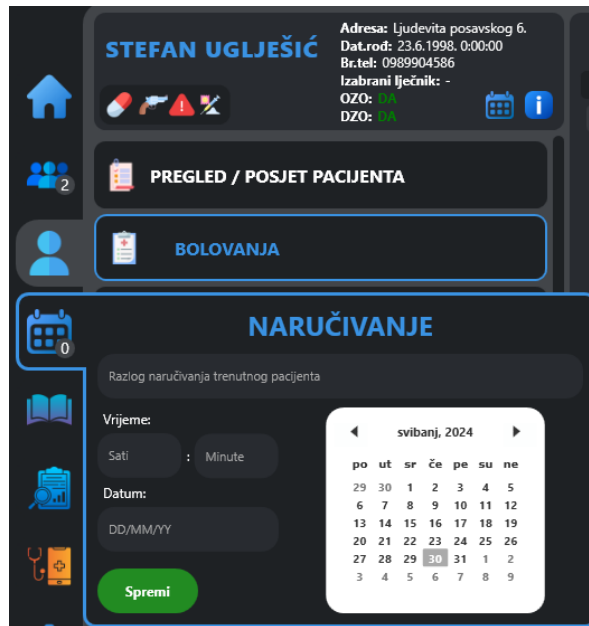 STEFAN UGLJEŠIĆ
Adresa: Ljudevita posavskog 6.
Dat.rođ: 23.6.1998. 0:00:00
Br.tel: 0989904586
Izabrani lječnik: -
OZO: DA
DZO: DA
i
2
PREGLED / POSJET PACIJENTA
BOLOVANJA
0
NARUČIVANJE
Razlog naručivanja trenutnog pacijenta
Vrijeme:
Sati : Minute
Datum:
DD/MM/YY
Spremi
svibanj, 2024
po ut sr če pe su ne
29 30 1 2 3 4 5
6 7 8 9 10 11 12
13 14 15 16 17 18 19
20 21 22 23 24 25 26
27 28 29 30 31 1 2
3 4 5 6 7 8 9